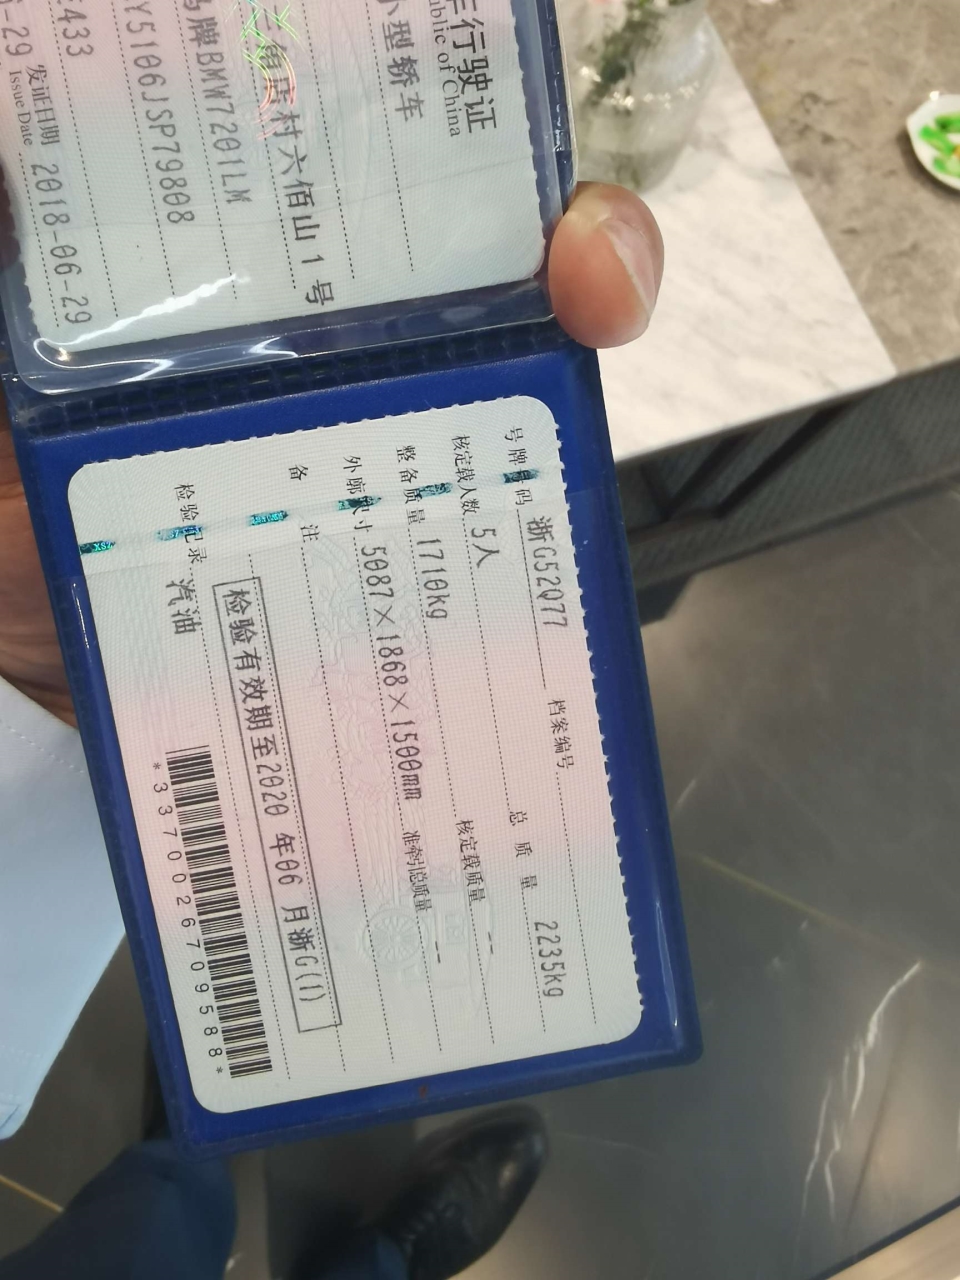 行驶证
ublic of China
小型轿车
村六佰山1号
牌BMW7201LM
Y5106JSP79808
433
发证日期 2018-06-29
Issue Date
-29
号牌号码 浙G52Q77 档案编号
核定载人数 5人 总质量 2235kg
整备质量 1710kg 核定载质量 --
外廓尺寸 5087×1868×1500mm 准牵引总质量 --
备注
检验有效期至2020年06月浙G(1)
检验记录 汽油
*3370026709588*